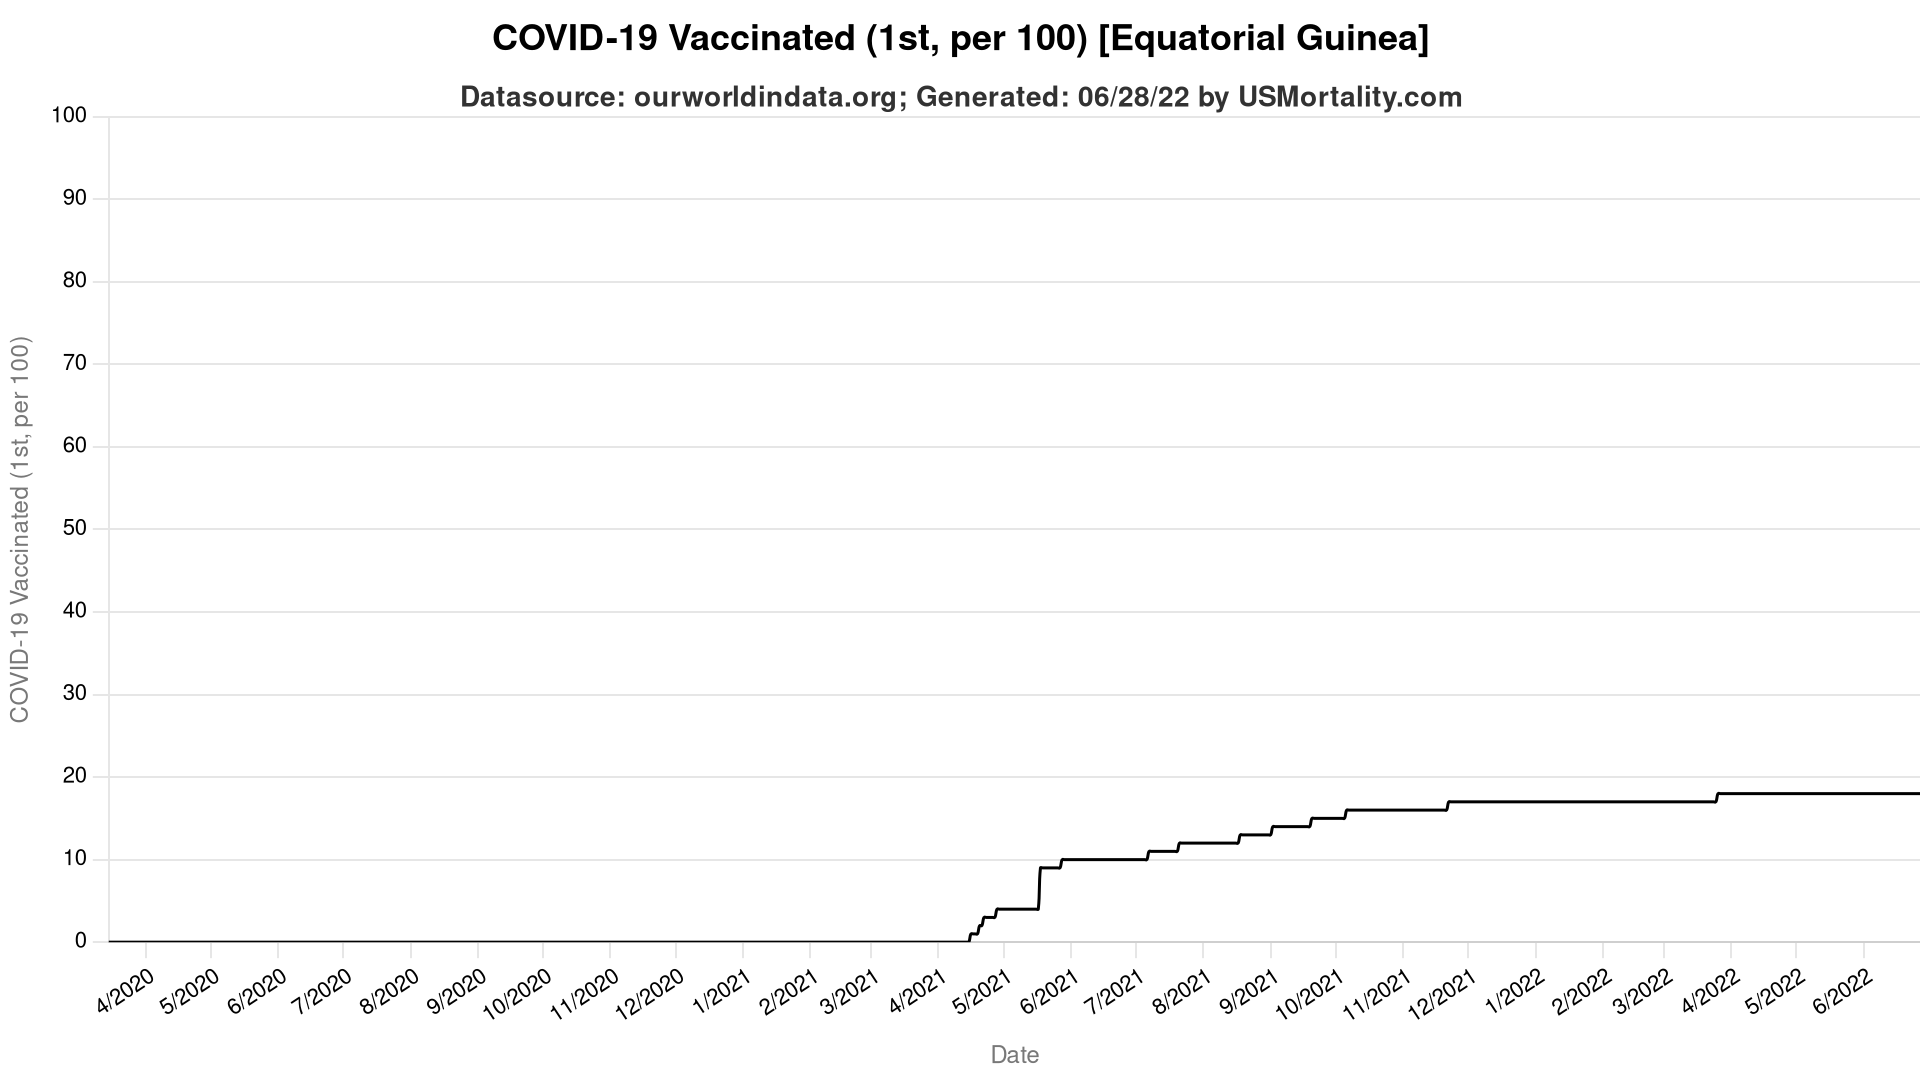 COVID-19 Vaccinated (1st, per 100) [Equatorial Guinea]
Datasource: ourworldindata.org; Generated: 06/28/22 by USMortality.com
COVID-19 Vaccinated (1st, per 100)
100
90
80
70
60
50
40
30
20
10
0
4/2020 5/2020 6/2020 7/2020 8/2020 9/2020 10/2020 11/2020 12/2020 1/2021 2/2021 3/2021 4/2021 5/2021 6/2021 7/2021 8/2021 9/2021 10/2021 11/2021 12/2021 1/2022 2/2022 3/2022 4/2022 5/2022 6/2022
Date